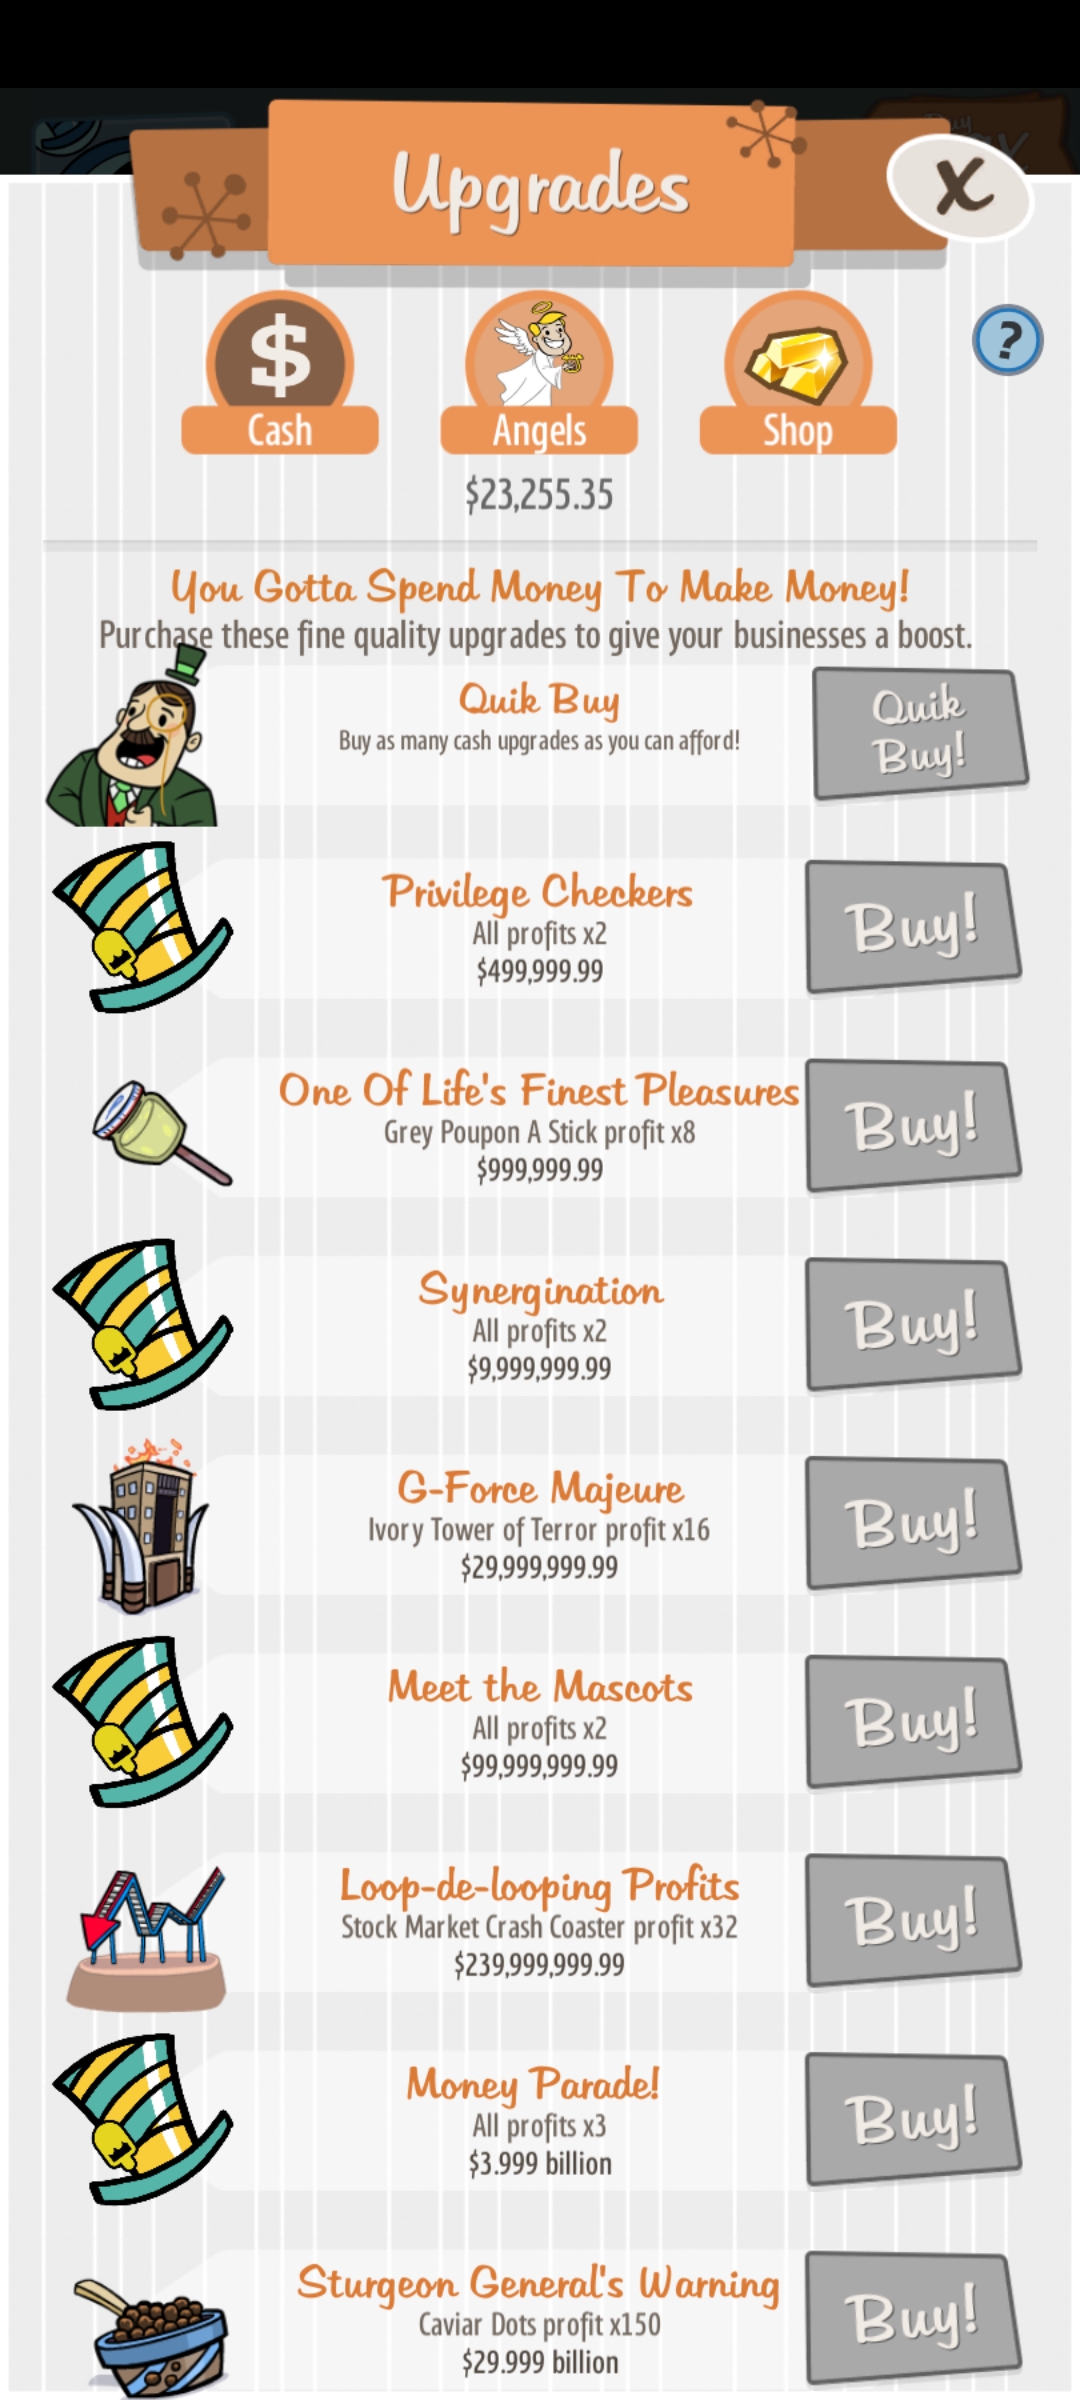 Upgrades
X
$
?
Cash
Angels
Shop
$23,255.35
You Gotta Spend Money To Make Money!
Purchase these fine quality upgrades to give your businesses a boost.
Quik Buy
Buy as many cash upgrades as you can afford!
Quik
Buy!
Privilege Checkers
All profits x2
$499,999.99
Buy!
One Of Life's Finest Pleasures
Grey Poupon A Stick profit x8
$999,999.99
Buy!
Synergination
All profits x2
$9,999,999.99
Buy!
G-Force Majeure
Ivory Tower of Terror profit x16
$29,999,999.99
Buy!
Meet the Mascots
All profits x2
$99,999,999.99
Buy!
Loop-de-looping Profits
Stock Market Crash Coaster profit x32
$239,999,999.99
Buy!
Money Parade!
All profits x3
$3.999 billion
Buy!
Sturgeon General's Warning
Caviar Dots profit x150
$29.999 billion
Buy!